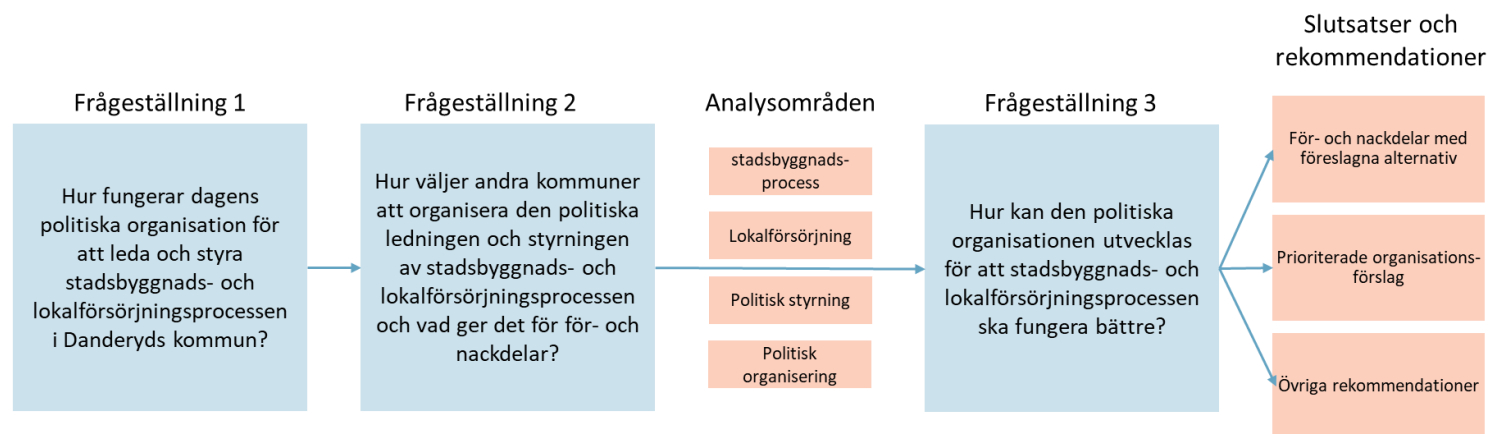 Frågeställning 1
Hur fungerar dagens
politiska organisation för
att leda och styra
stadsbyggnads- och
lokalförsörjningsprocessen
i Danderyds kommun?
Frågeställning 2
Hur väljer andra kommuner
att organisera den politiska
ledningen och styrningen
av stadsbyggnads- och
lokalförsörjningsprocessen
och vad ger det för för- och
nackdelar?
Analysområden
stadsbyggnads-
process
Lokalförsörjning
Politisk styrning
Politisk
organisering
Frågeställning 3
Hur kan den politiska
organisationen utvecklas
för att stadsbyggnads- och
lokalförsörjningsprocessen
ska fungera bättre?
Slutsatser och
rekommendationer
För- och nackdelar med
föreslagna alternativ
Prioriterade organisations-
förslag
Övriga rekommendationer